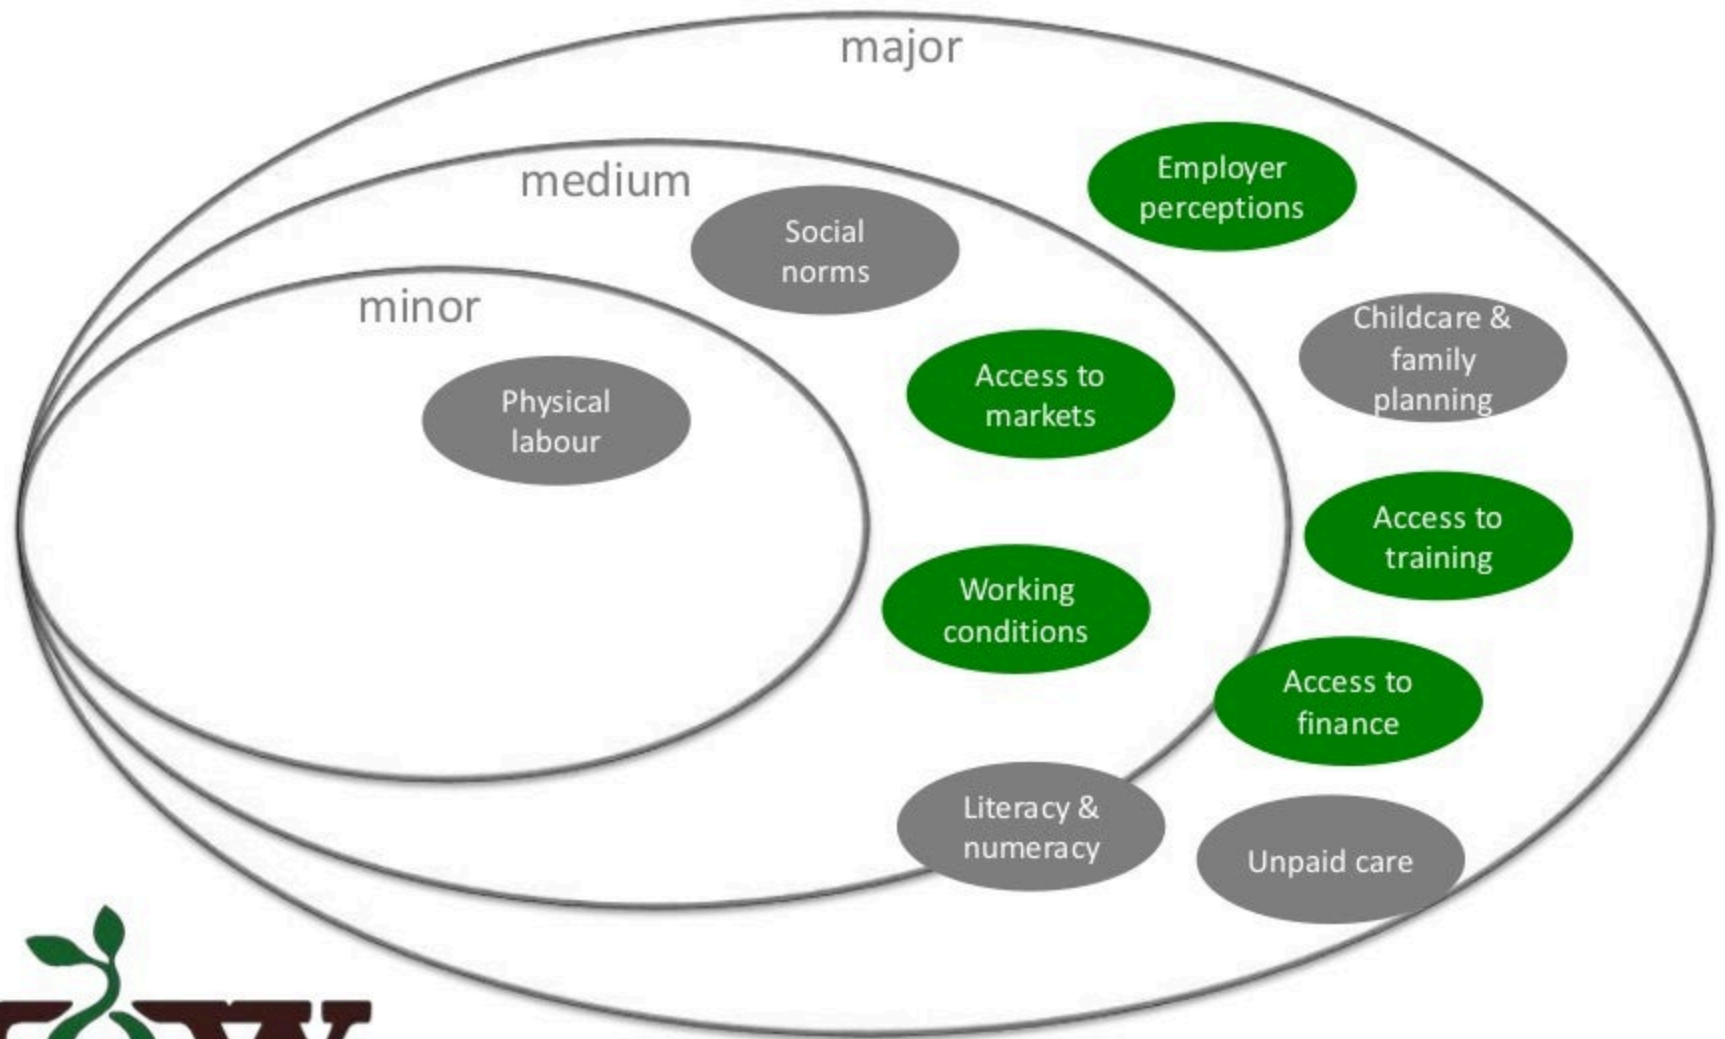 major
medium
minor
Employer
perceptions
Social
norms
Childcare &
family
planning
Access to
markets
Physical
labour
Access to
training
Working
conditions
Access to
finance
Literacy &
numeracy
Unpaid care